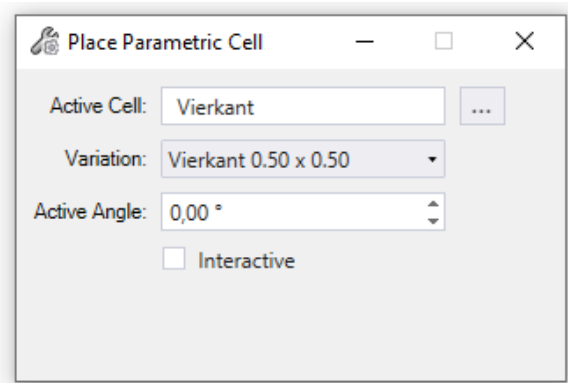 Place Parametric Cell
Active Cell: Vierkant ...
Variation: Vierkant 0.50 x 0.50
Active Angle: 0,00 °
Interactive